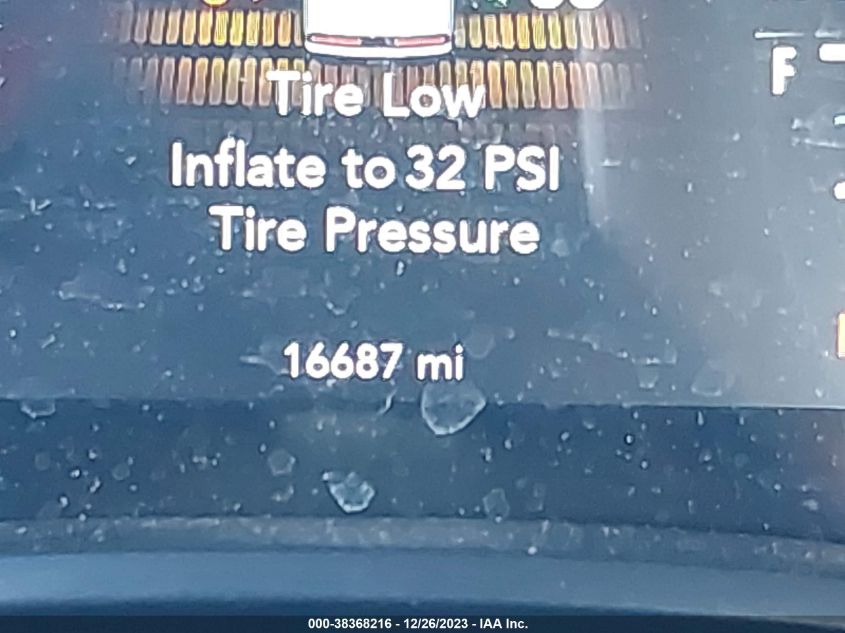 F
Tire Low
Inflate to 32 PSI
Tire Pressure
16687 mi
000-38368216 - 12/26/2023 - IAA Inc.